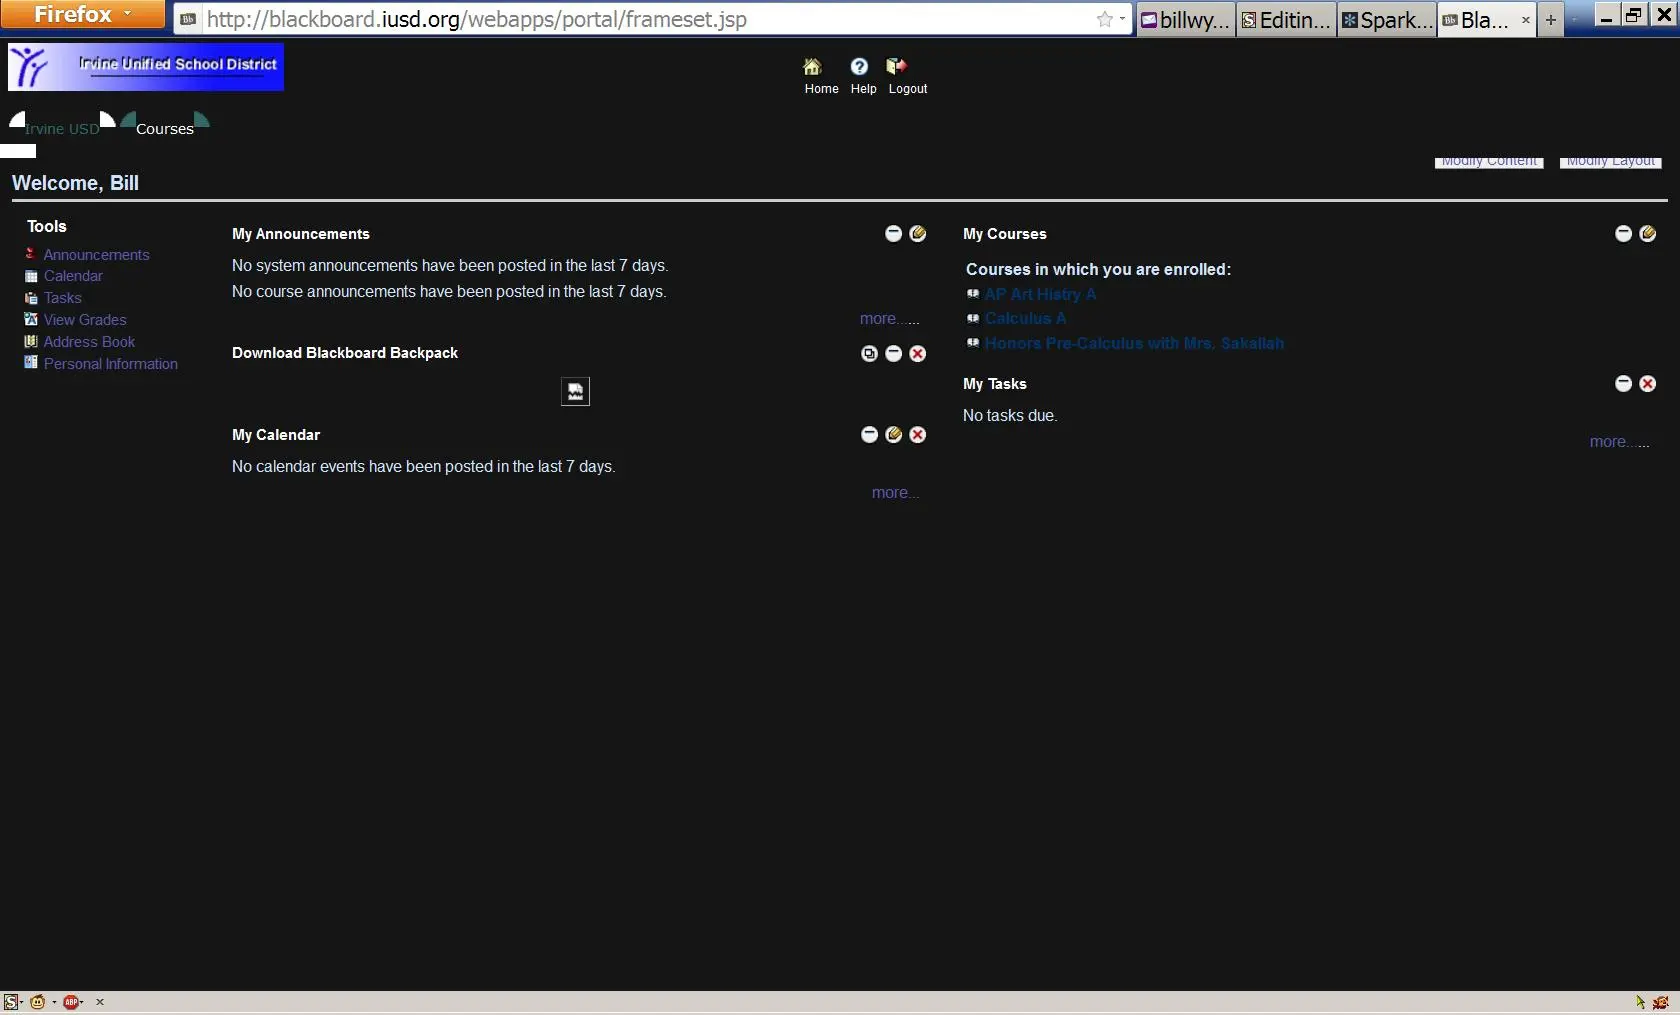 Firefox
http://blackboard.iusd.org/webapps/portal/frameset.jsp
billwy...
Editin...
Spark...
Bla...
Irvine Unified School District
Home
Help
Logout
Irvine USD
Courses
Modify Content
Modify Layout
Welcome, Bill
Tools
Announcements
Calendar
Tasks
View Grades
Address Book
Personal Information
My Announcements
No system announcements have been posted in the last 7 days.
No course announcements have been posted in the last 7 days.
more......
Download Blackboard Backpack
My Calendar
No calendar events have been posted in the last 7 days.
more...
My Courses
Courses in which you are enrolled:
AP Art Histry A
Calculus A
Honors Pre-Calculus with Mrs. Sakallah
My Tasks
No tasks due.
more......
ABP